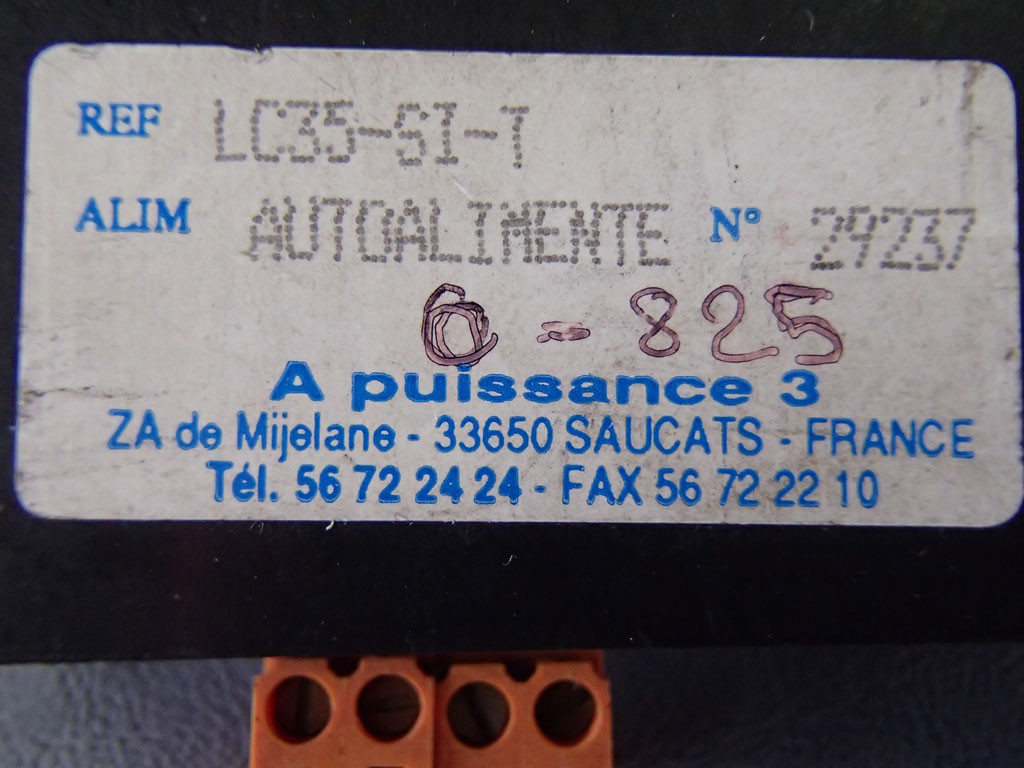 REF LC35-SI-T
ALIM AUTOALIMENTE N° 29237
6 - 825
A puissance 3
ZA de Mijelane - 33650 SAUCATS - FRANCE
Tél. 56 72 24 24 - FAX 56 72 22 10